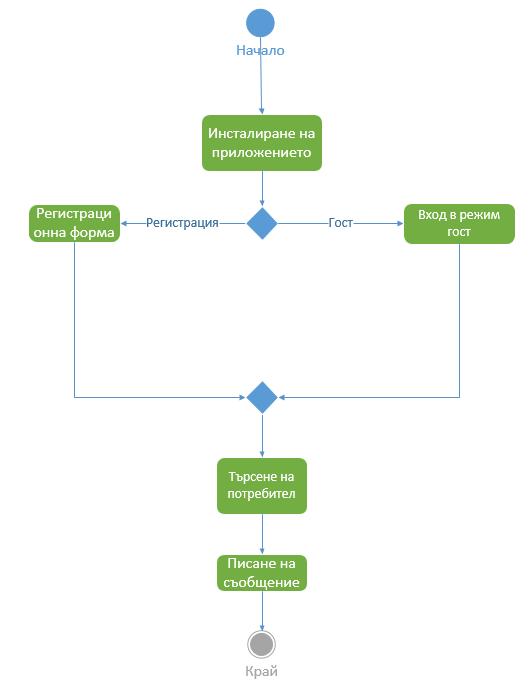 Начало
Инсталиране на
приложението
Регистраци
онна форма
Регистрация
Гост
Вход в режим
гост
Търсене на
потребител
Писане на
съобщение
Край